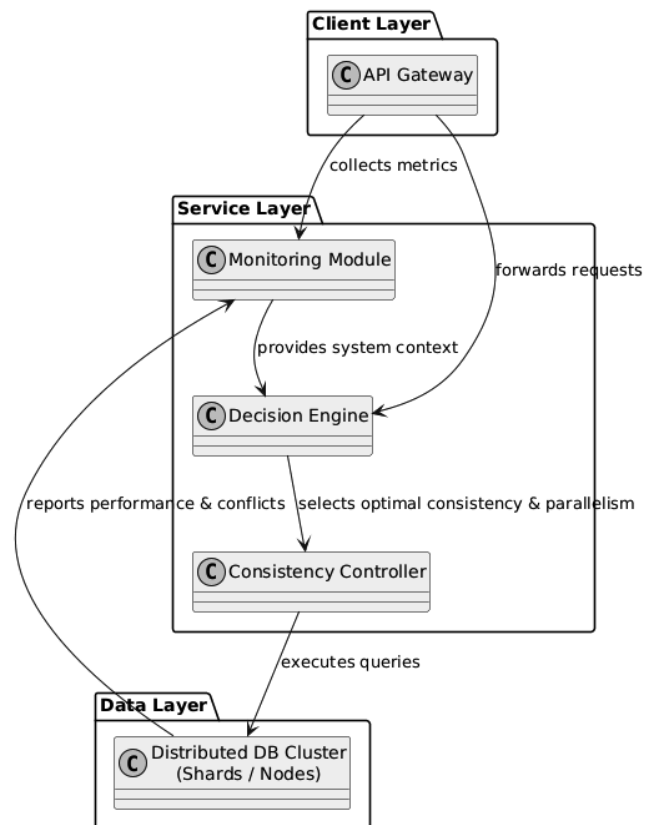 Client Layer
C API Gateway
collects metrics
Service Layer
C Monitoring Module
forwards requests
provides system context
C Decision Engine
reports performance & conflicts
selects optimal consistency & parallelism
C Consistency Controller
executes queries
Data Layer
C Distributed DB Cluster
(Shards / Nodes)